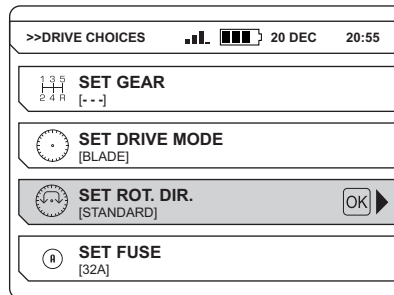 >>DRIVE CHOICES 20 DEC 20:55
1 3 5
2 4 R
SET GEAR
[---]
SET DRIVE MODE
[BLADE]
SET ROT. DIR.
[STANDARD]
OK
A
SET FUSE
[32A]